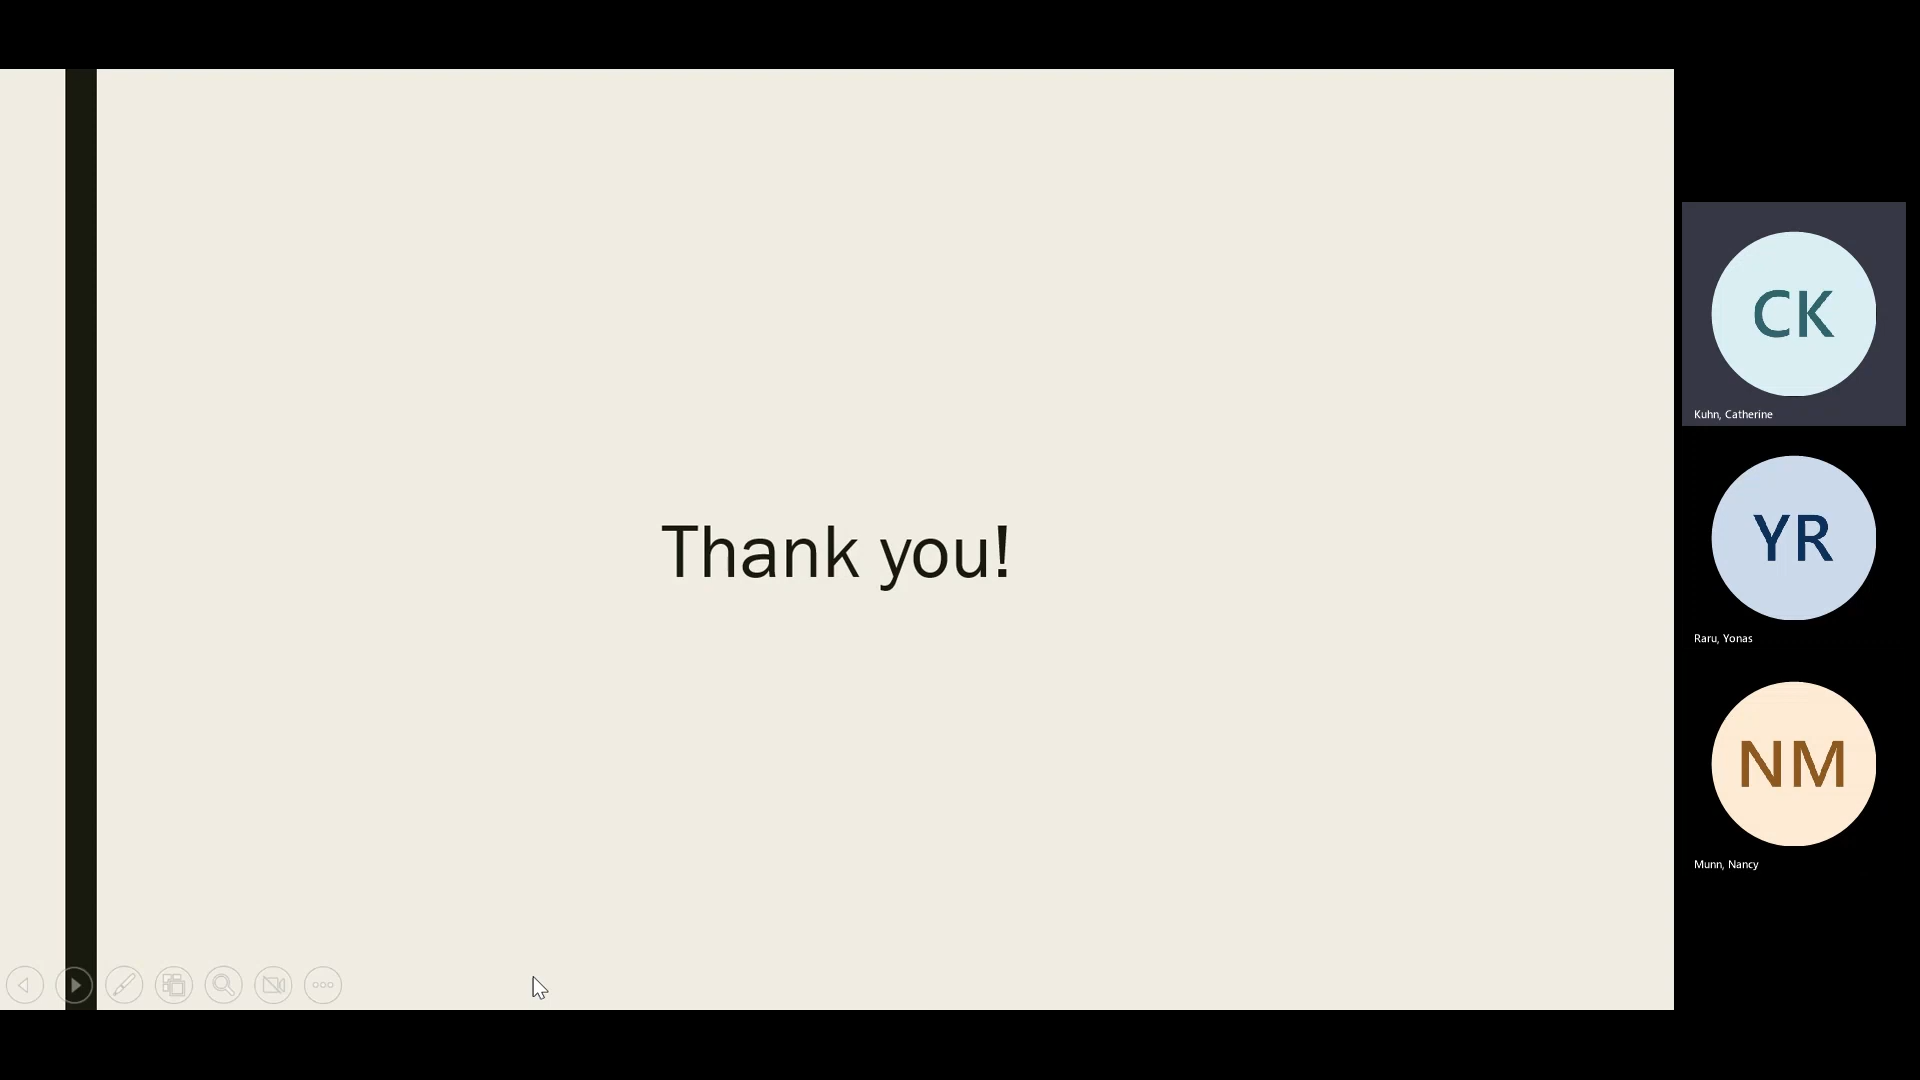 Thank you!
CK
Kuhn, Catherine
YR
Raru, Yonas
NM
Munn, Nancy